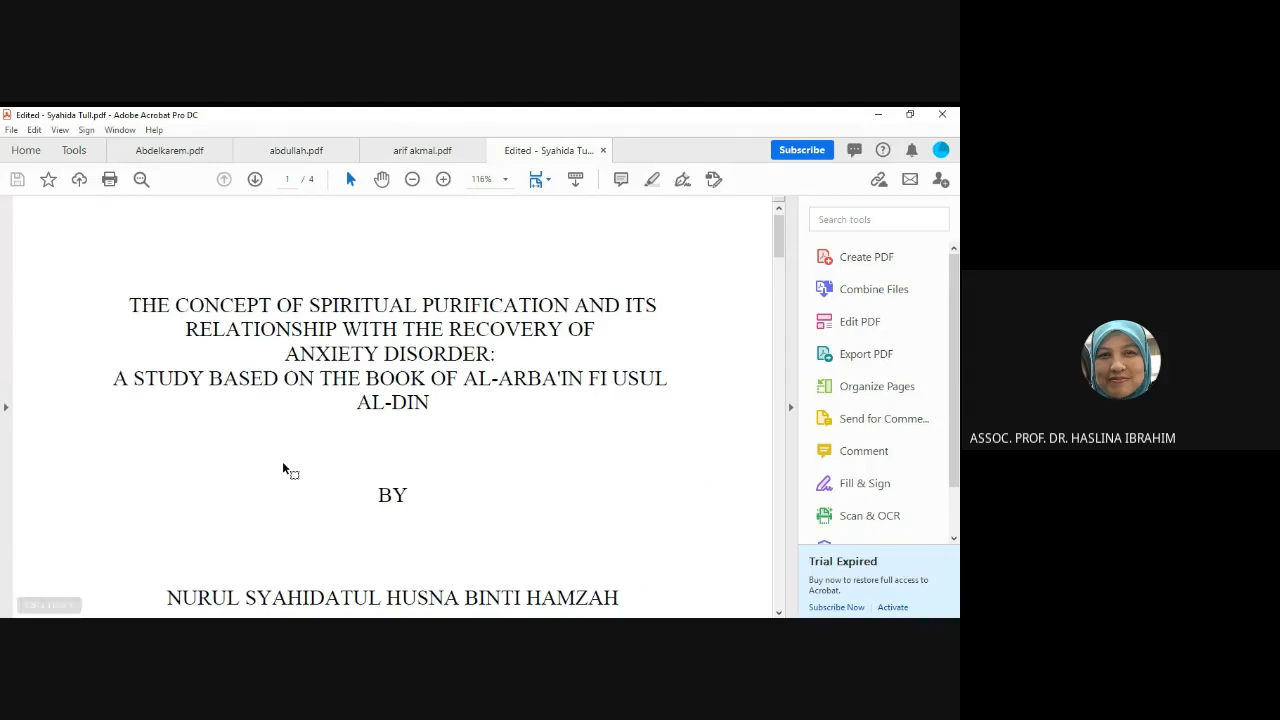 Edited - Syahida Tull.pdf - Adobe Acrobat Pro DC
File Edit View Sign Window Help
Home Tools Abdelkarem.pdf abdullah.pdf arif akmal.pdf Edited - Syahida Tu... × Subscribe
1 / 4 116%
Search tools
Create PDF
Combine Files
Edit PDF
Export PDF
Organize Pages
Send for Comme...
Comment
Fill & Sign
Scan & OCR
Trial Expired
Buy now to restore full access to
Acrobat.
Subscribe Now Activate
THE CONCEPT OF SPIRITUAL PURIFICATION AND ITS
RELATIONSHIP WITH THE RECOVERY OF
ANXIETY DISORDER:
A STUDY BASED ON THE BOOK OF AL-ARBA'IN FI USUL
AL-DIN
BY
NURUL SYAHIDATUL HUSNA BINTI HAMZAH
ASSOC. PROF. DR. HASLINA IBRAHIM